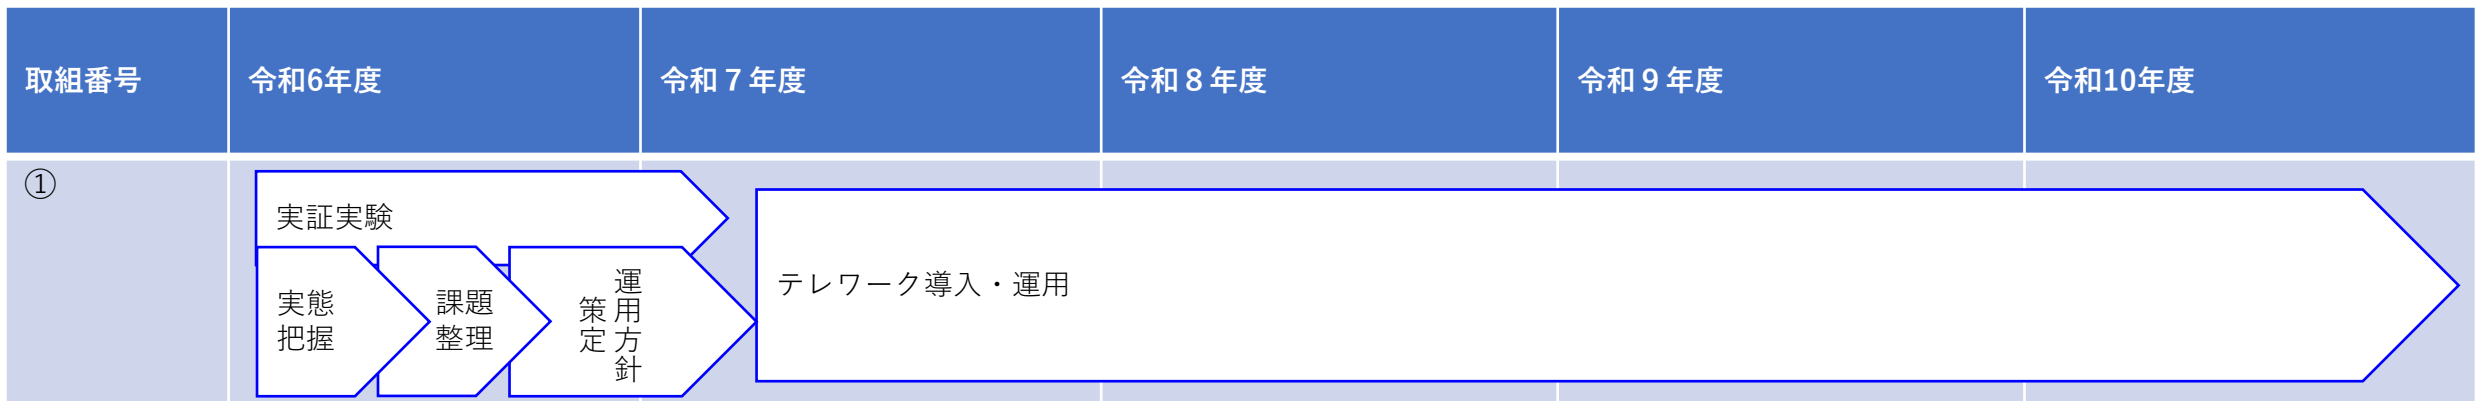 取組番号
令和6年度
令和７年度
令和８年度
令和９年度
令和10年度
①
実証実験
実態
把握
課題
整理
運用方針
策定
テレワーク導入・運用